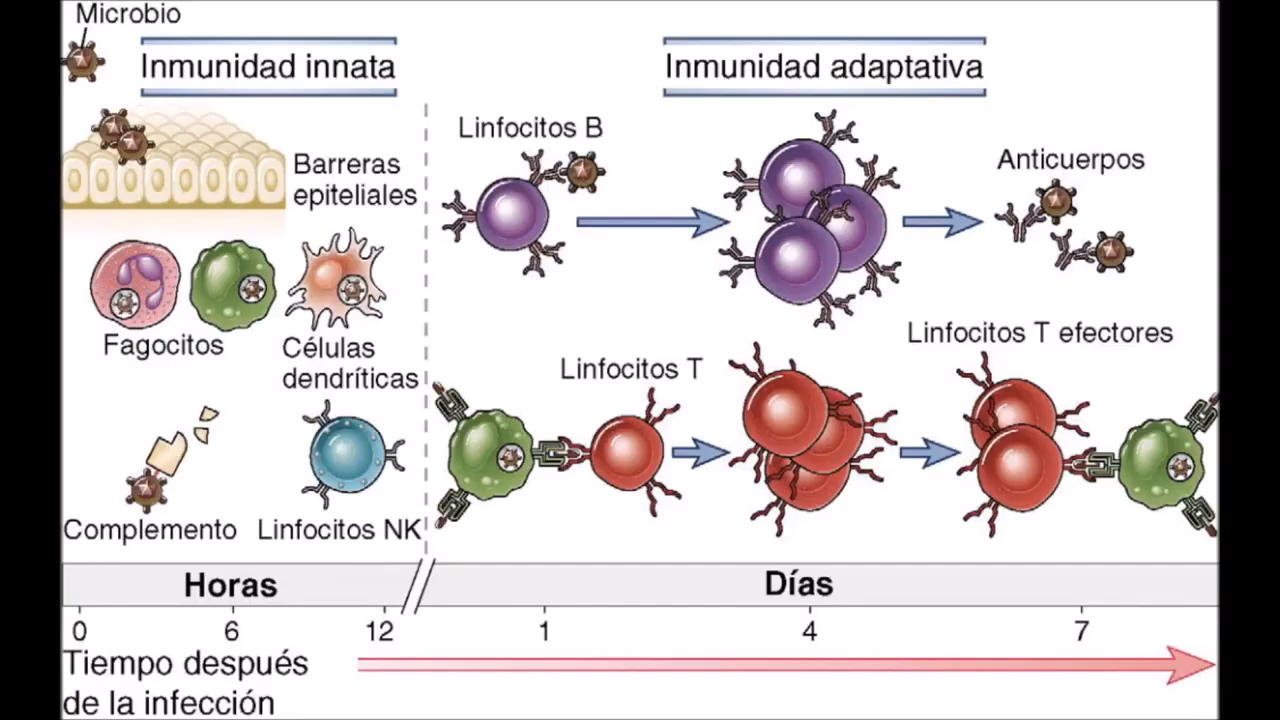 Microbio
Inmunidad innata
Inmunidad adaptativa
Barreras
epiteliales
Fagocitos
Células
dendríticas
Complemento
Linfocitos NK
Linfocitos B
Anticuerpos
Linfocitos T
Linfocitos T efectores
Horas
Días
0 6 12 1 4 7
Tiempo después
de la infección